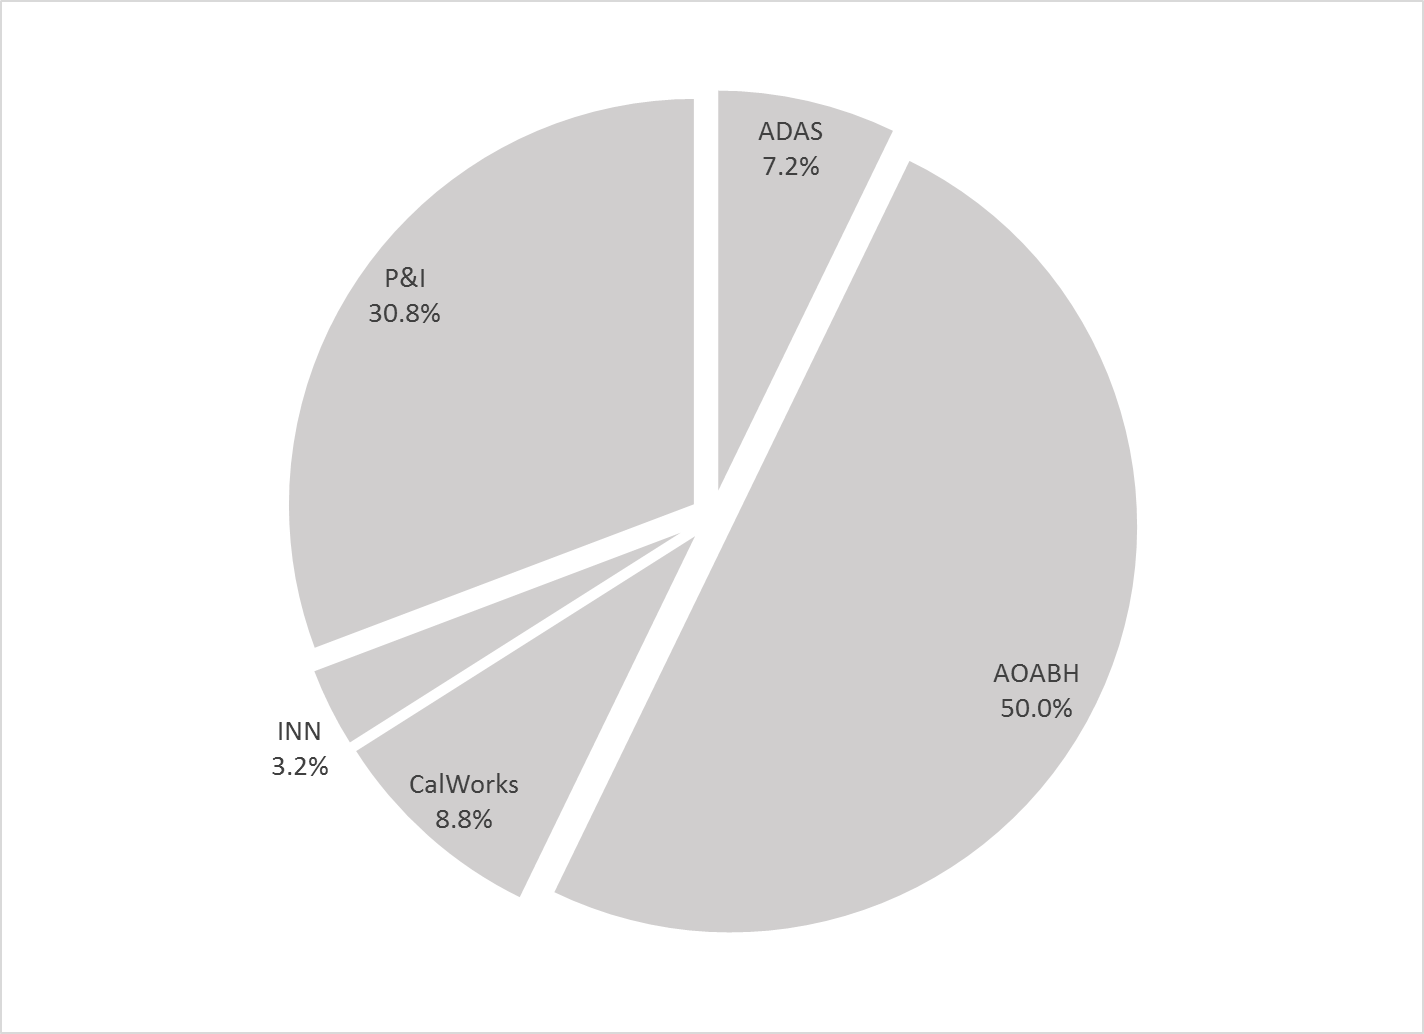 ADAS
7.2%
P&I
30.8%
AOABH
50.0%
INN
3.2%
CalWorks
8.8%